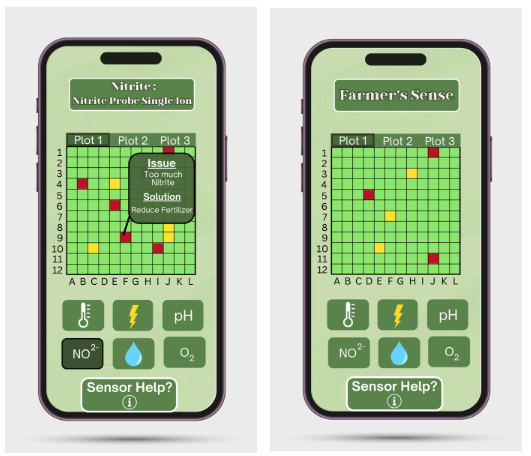 Nitrite :
Nitrite Probe Single Ion
Plot 1 Plot 2 Plot 3
1
2
3
4
5
6
7
8
9
10
11
12
Issue
Too much
Nitrite
Solution
Reduce Fertilizer
A B C D E F G H I J K L
pH
NO2-
O2
Sensor Help?
i
Farmer's Sense
Plot 1 Plot 2 Plot 3
1
2
3
4
5
6
7
8
9
10
11
12
A B C D E F G H I J K L
pH
NO2-
O2
Sensor Help?
i